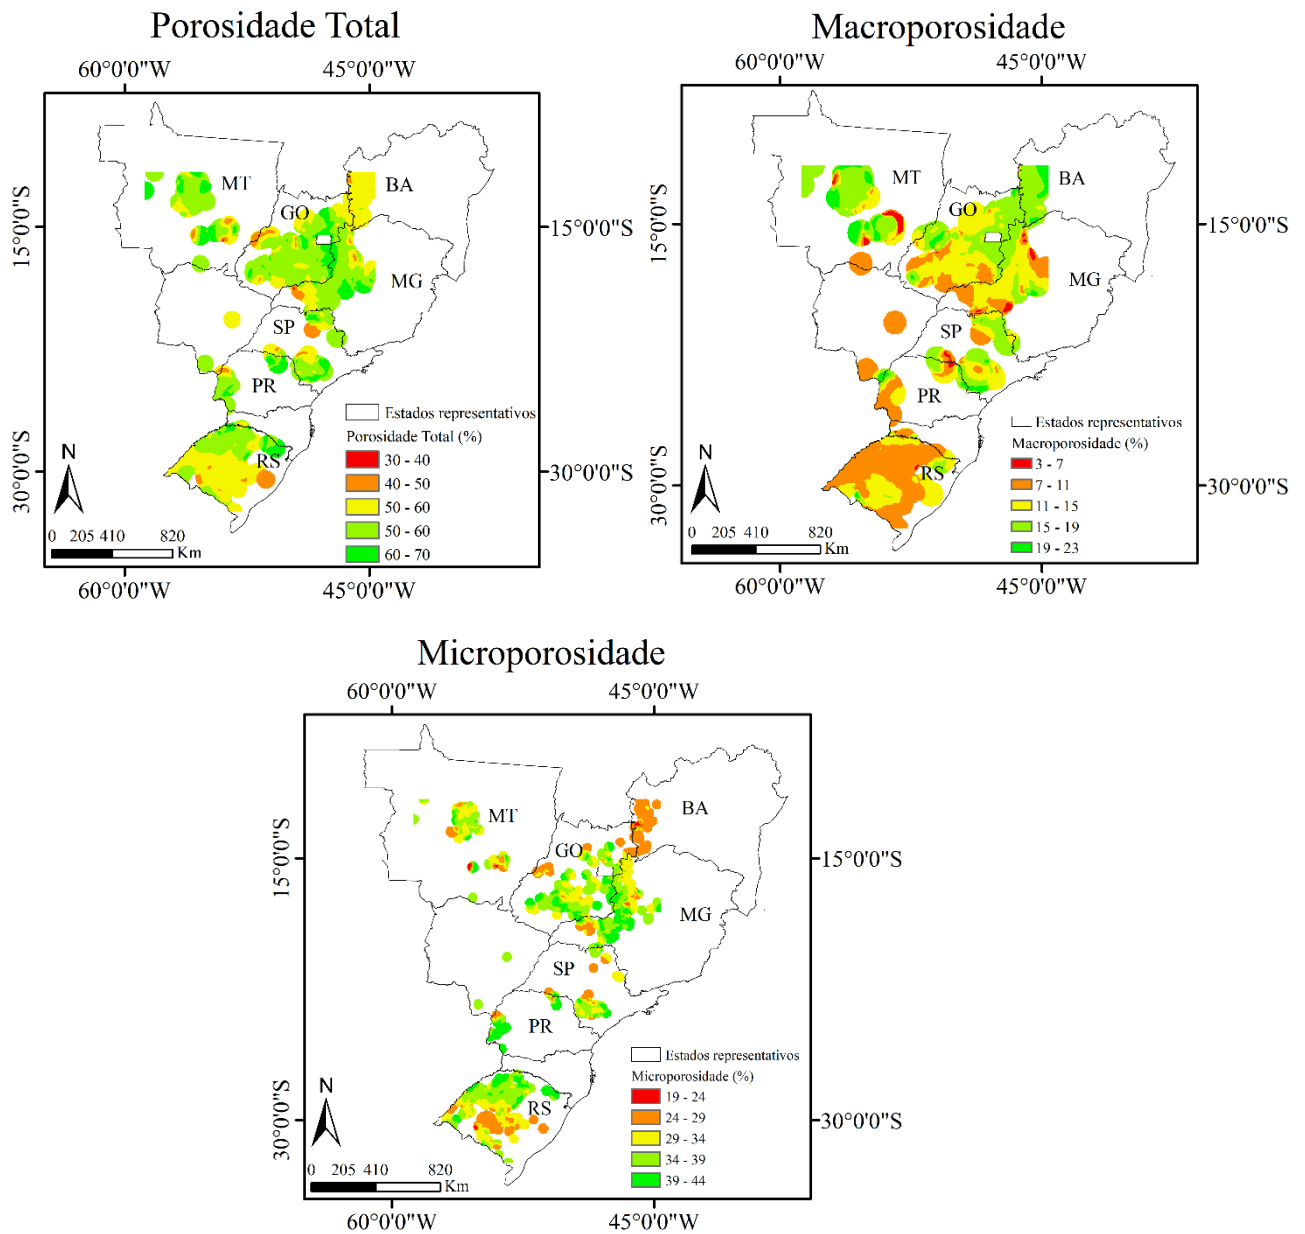 Porosidade Total
60°0'0"W 45°0'0"W
MT
BA
GO
15°0'0"S
15°0'0"S
MG
SP
PR
Estados representativos
Porosidade Total (%)
30 - 40
40 - 50
50 - 60
50 - 60
60 - 70
RS
N
30°0'0"S
30°0'0"S
0 205 410 820
Km
60°0'0"W 45°0'0"W
Macroporosidade
60°0'0"W 45°0'0"W
MT
BA
GO
15°0'0"S
15°0'0"S
MG
SP
PR
Estados representativos
Macroporosidade (%)
3 - 7
7 - 11
11 - 15
15 - 19
19 - 23
RS
N
30°0'0"S
30°0'0"S
0 205 410 820
Km
60°0'0"W 45°0'0"W
Microporosidade
60°0'0"W 45°0'0"W
MT
BA
GO
15°0'0"S
15°0'0"S
MG
SP
PR
Estados representativos
Microporosidade (%)
19 - 24
24 - 29
29 - 34
34 - 39
39 - 44
RS
N
30°0'0"S
30°0'0"S
0 205 410 820
Km
60°0'0"W 45°0'0"W